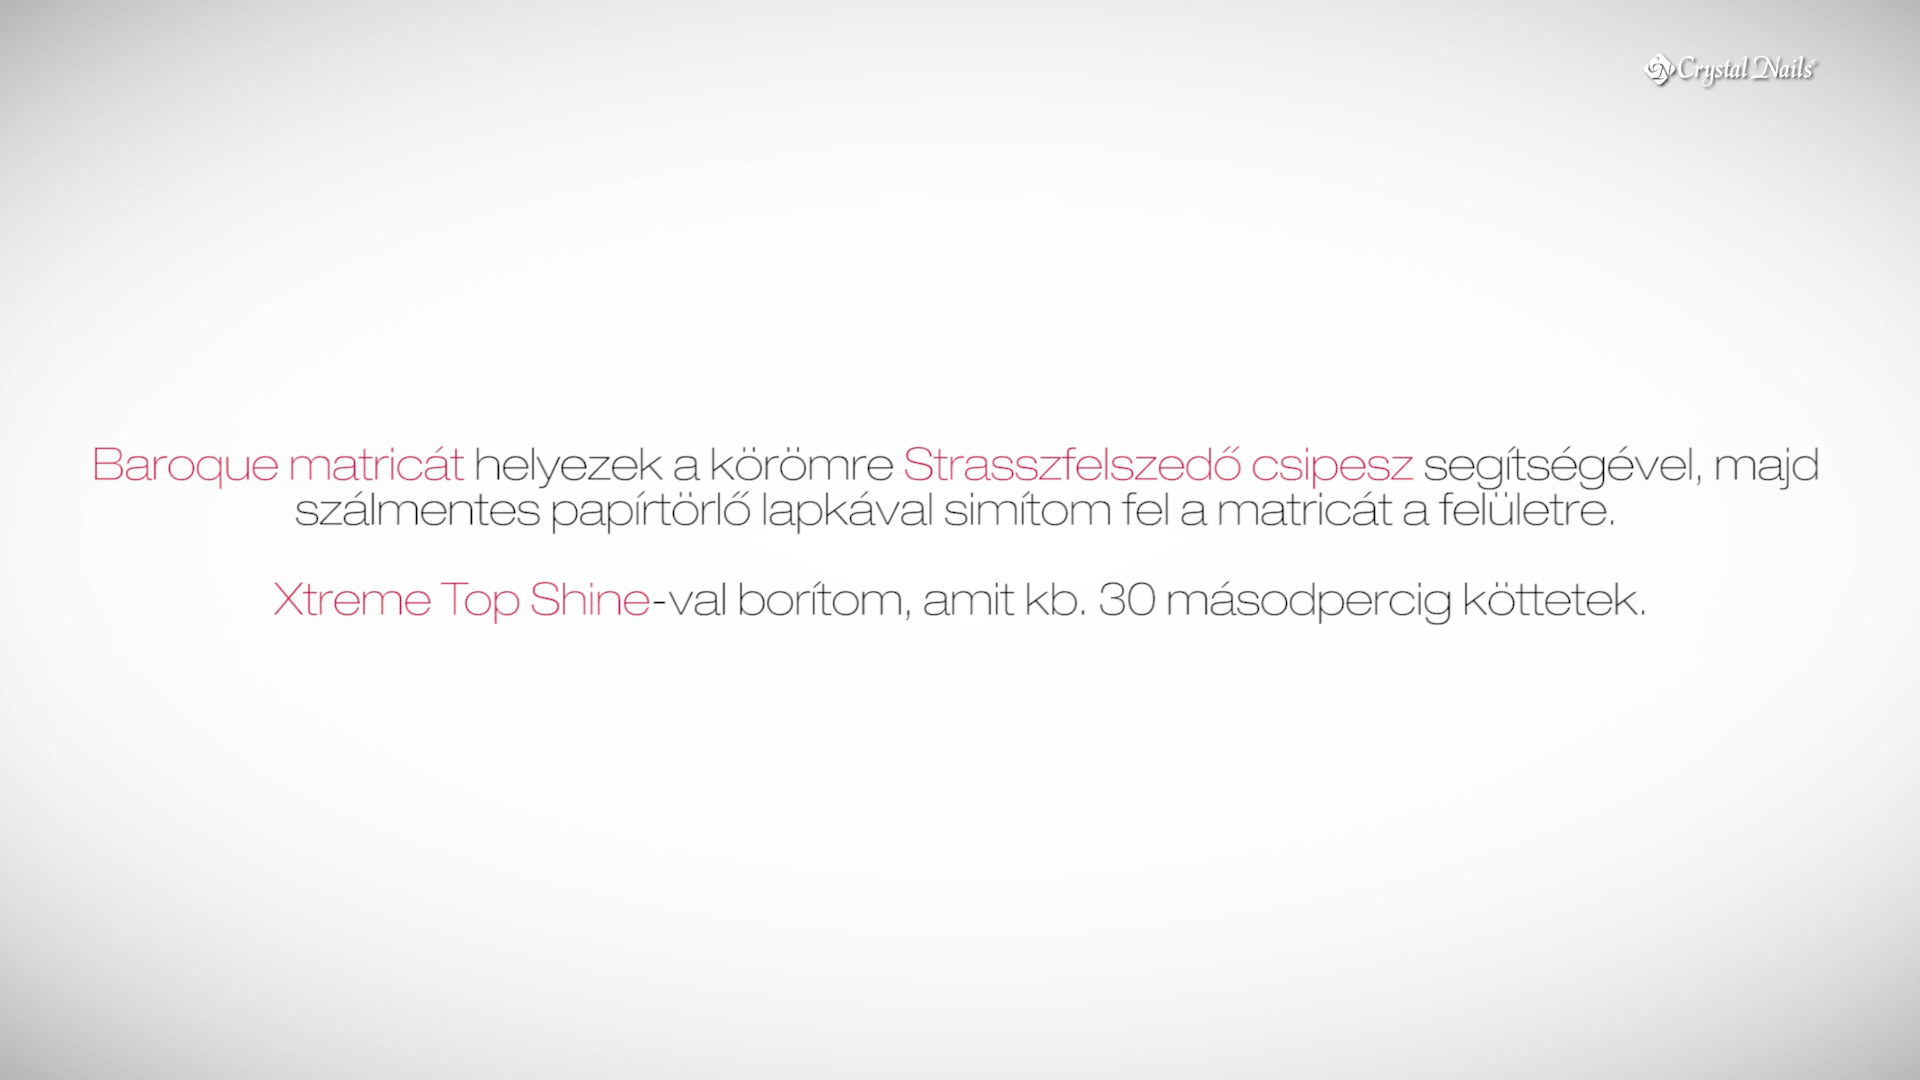 Crystal Nails
Baroque matricát helyezek a körömre Strasszfelszedő csipesz segítségével, majd
szálmentes papírtörlő lapkával simítom fel a matricát a felületre.
Xtreme Top Shine-val borítom, amit kb. 30 másodpercig köttetek.